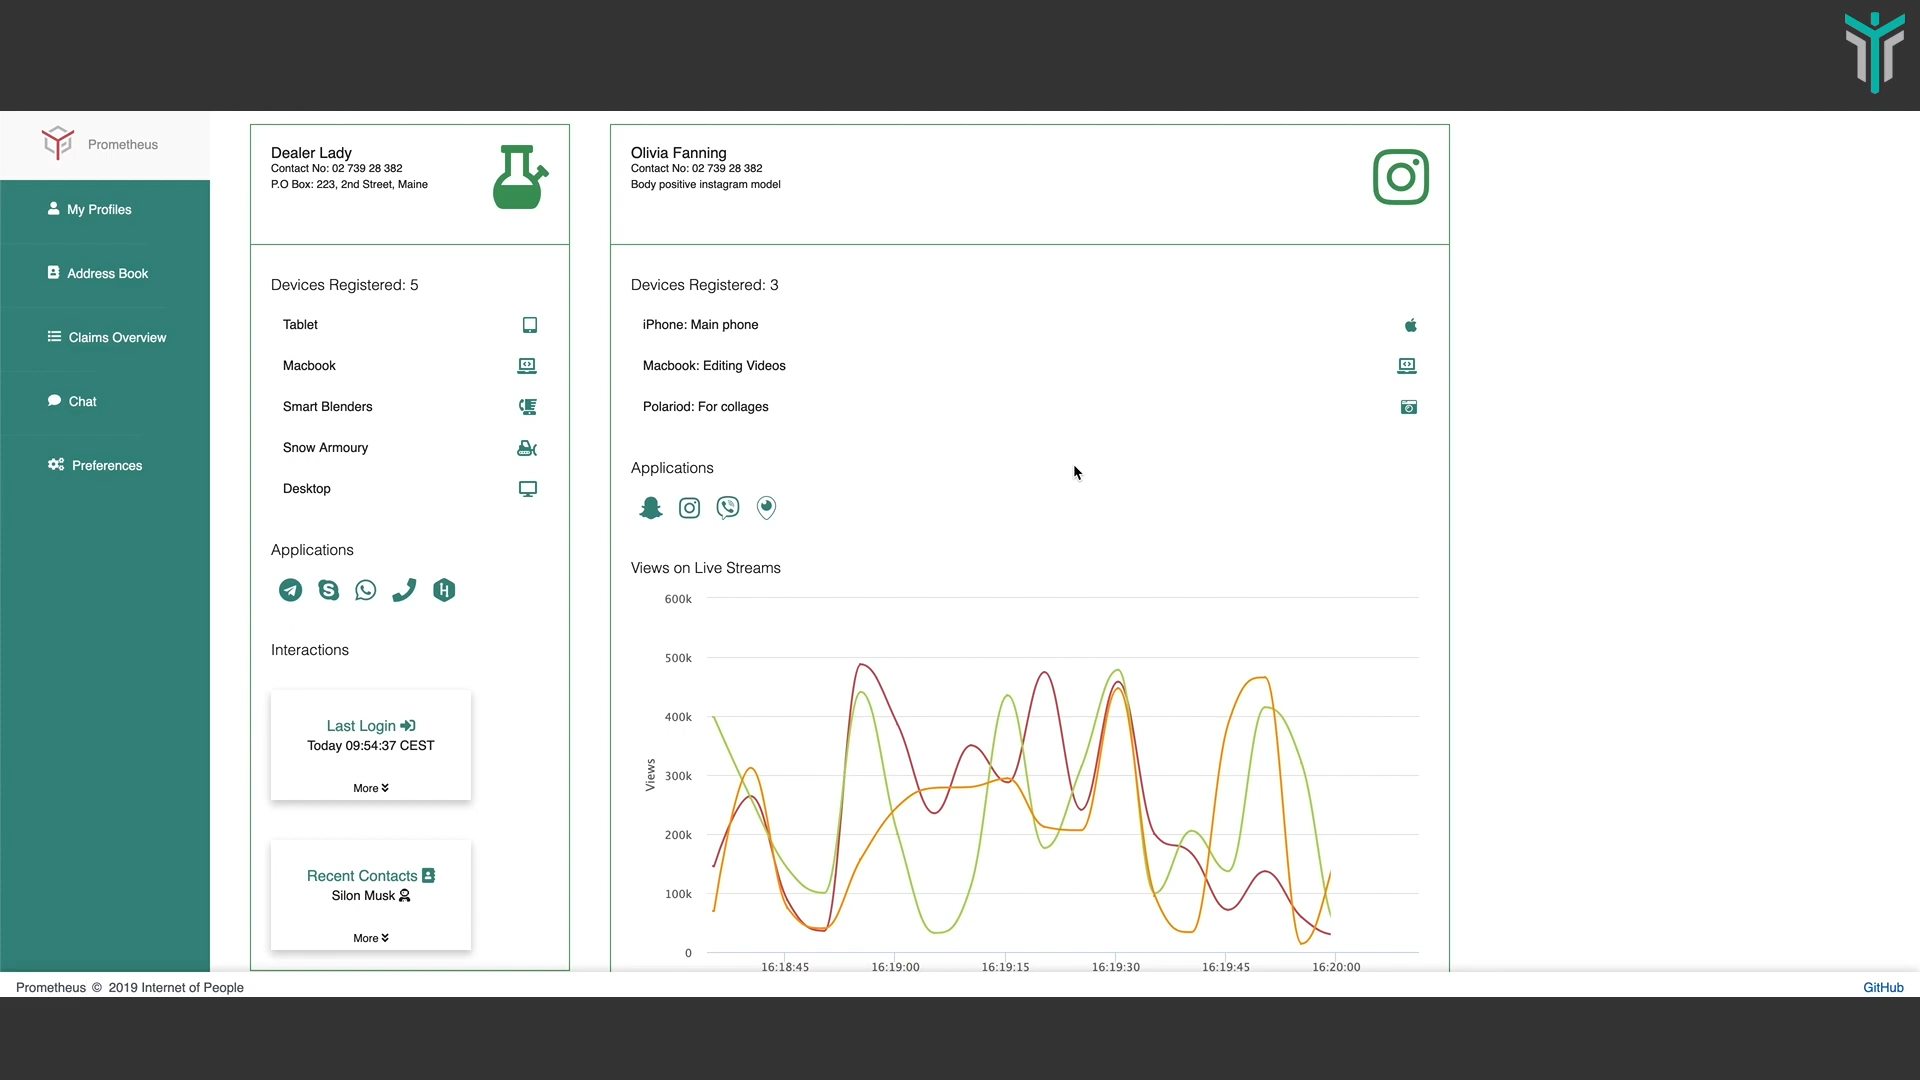 Prometheus
My Profiles
Address Book
Claims Overview
Chat
Preferences
Dealer Lady
Contact No: 02 739 28 382
P.O Box: 223, 2nd Street, Maine
Devices Registered: 5
Tablet
Macbook
Smart Blenders
Snow Armoury
Desktop
Applications
Interactions
Last Login
Today 09:54:37 CEST
More
Recent Contacts
Silon Musk
More
Olivia Fanning
Contact No: 02 739 28 382
Body positive instagram model
Devices Registered: 3
iPhone: Main phone
Macbook: Editing Videos
Polariod: For collages
Applications
Views on Live Streams
Views
600k
500k
400k
300k
200k
100k
0
16:18:45 16:19:00 16:19:15 16:19:30 16:19:45 16:20:00
Prometheus © 2019 Internet of People
GitHub